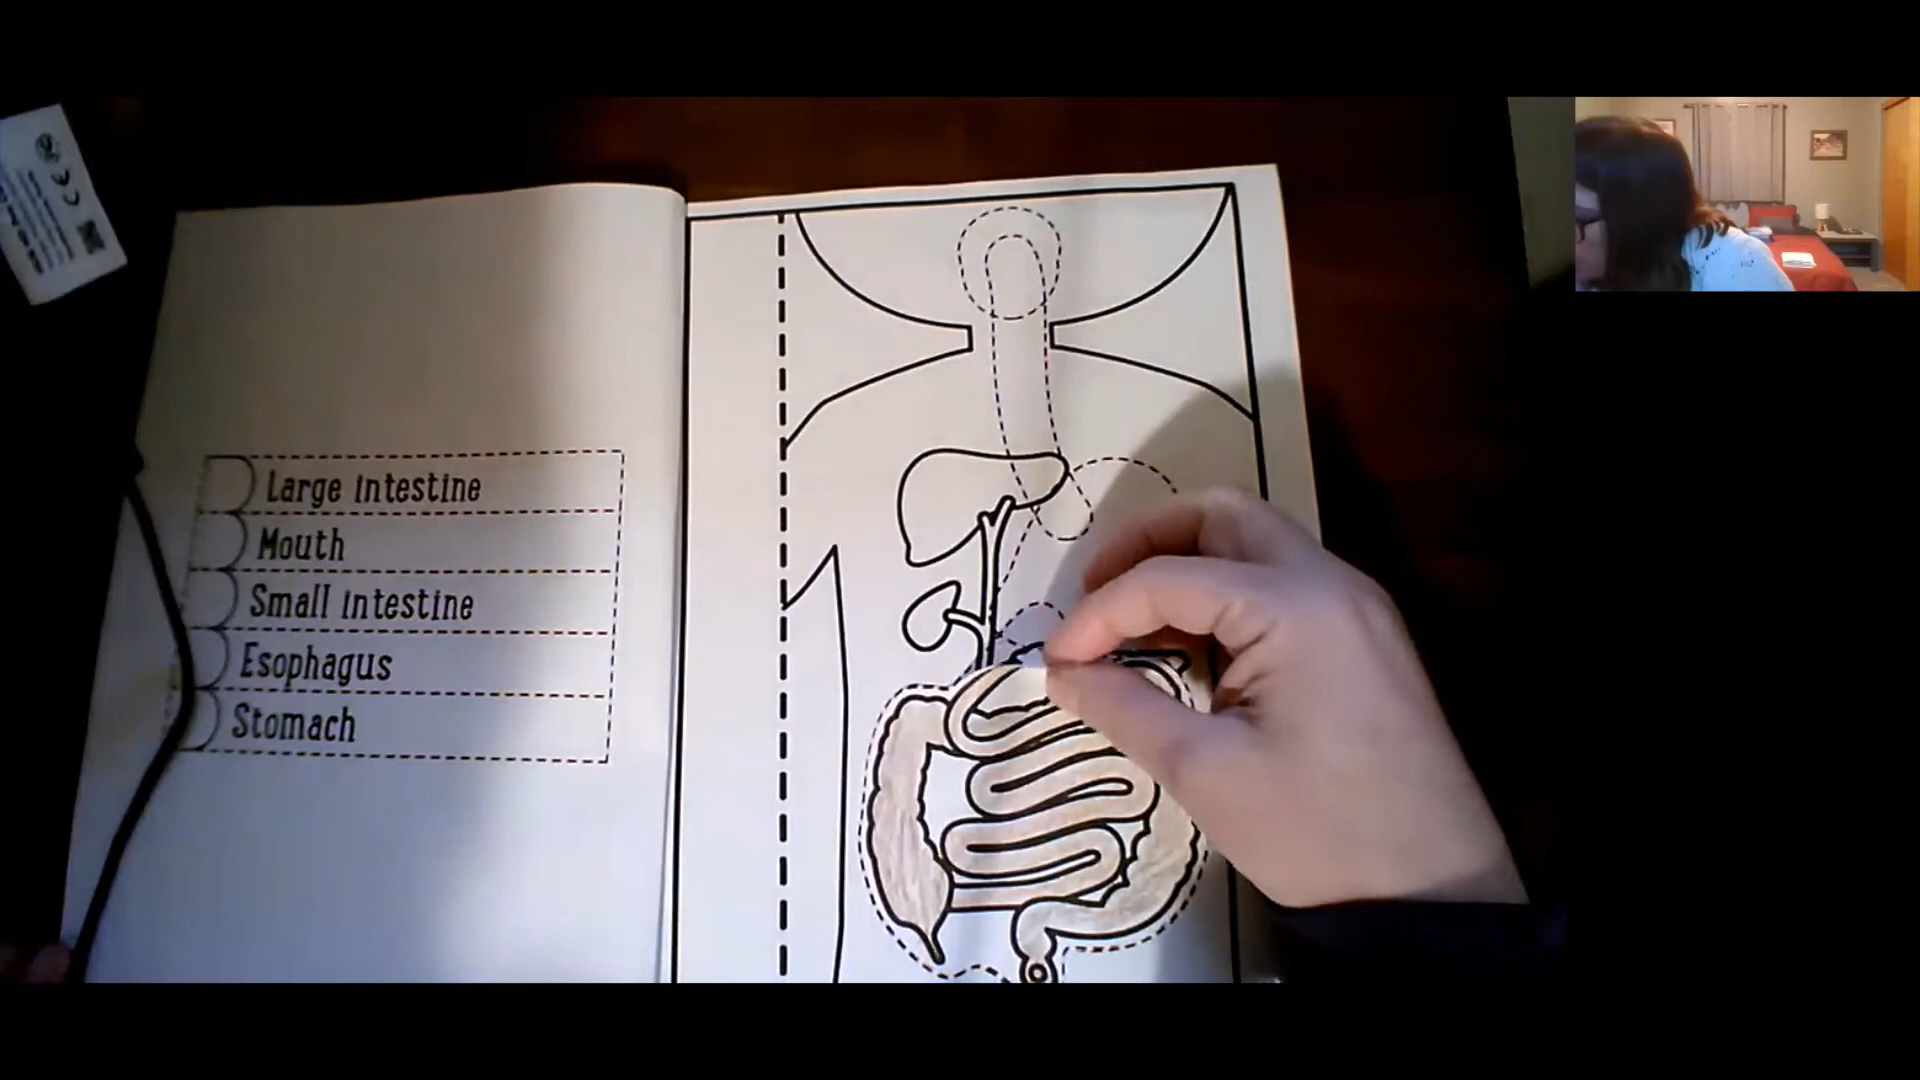 Large intestine
Mouth
Small intestine
Esophagus
Stomach